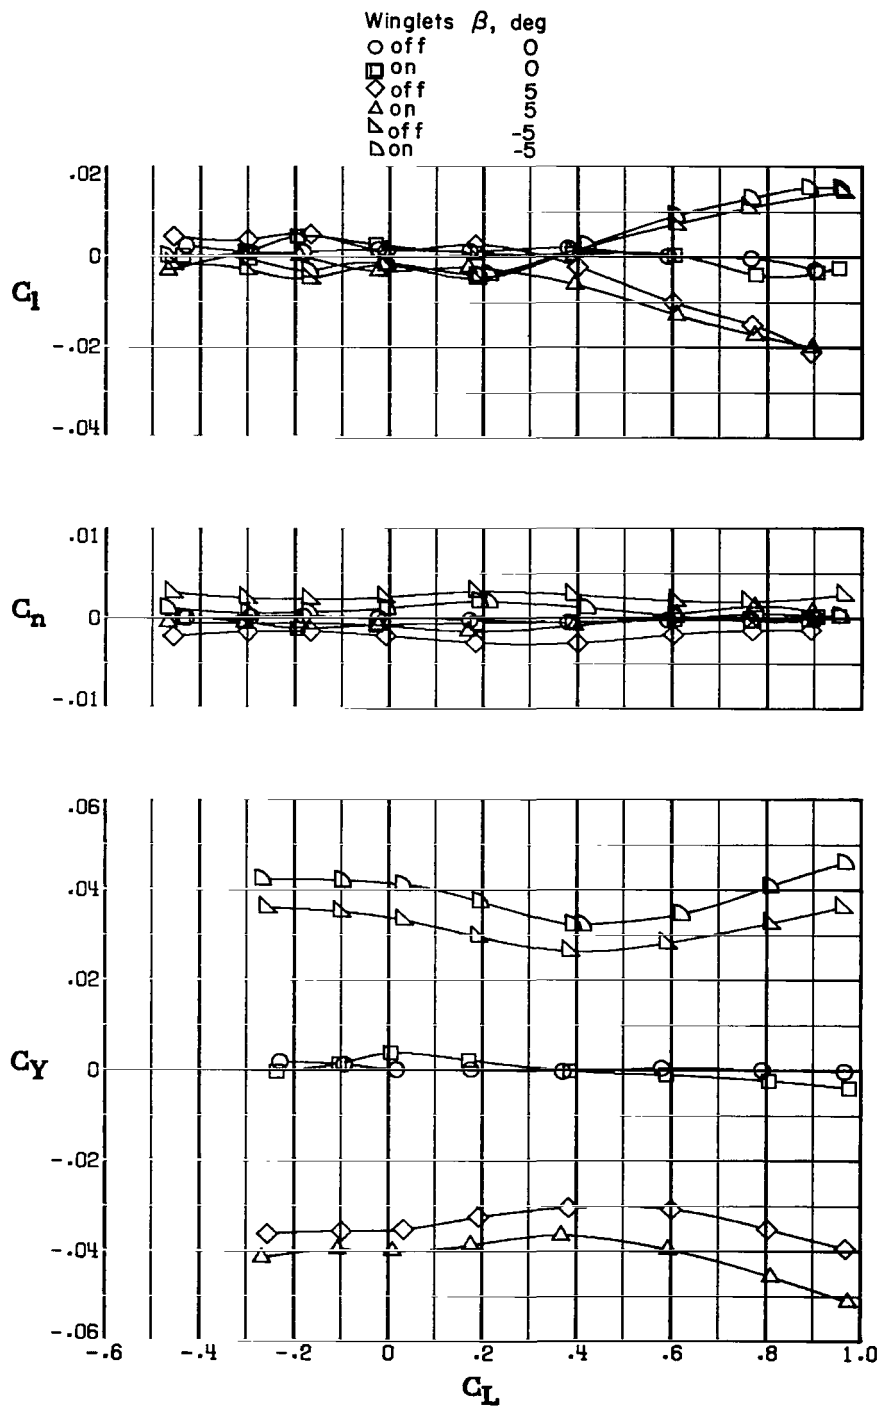 Winglets β, deg
off 0
on 0
off 5
on 5
off -5
on -5
.02
0
C_l
-.02
-.04
.01
C_n 0
-.01
.06
.04
.02
C_Y 0
-.02
-.04
-.06
-.6 -.4 -.2 0 .2 .4 .6 .8 1.0
C_L